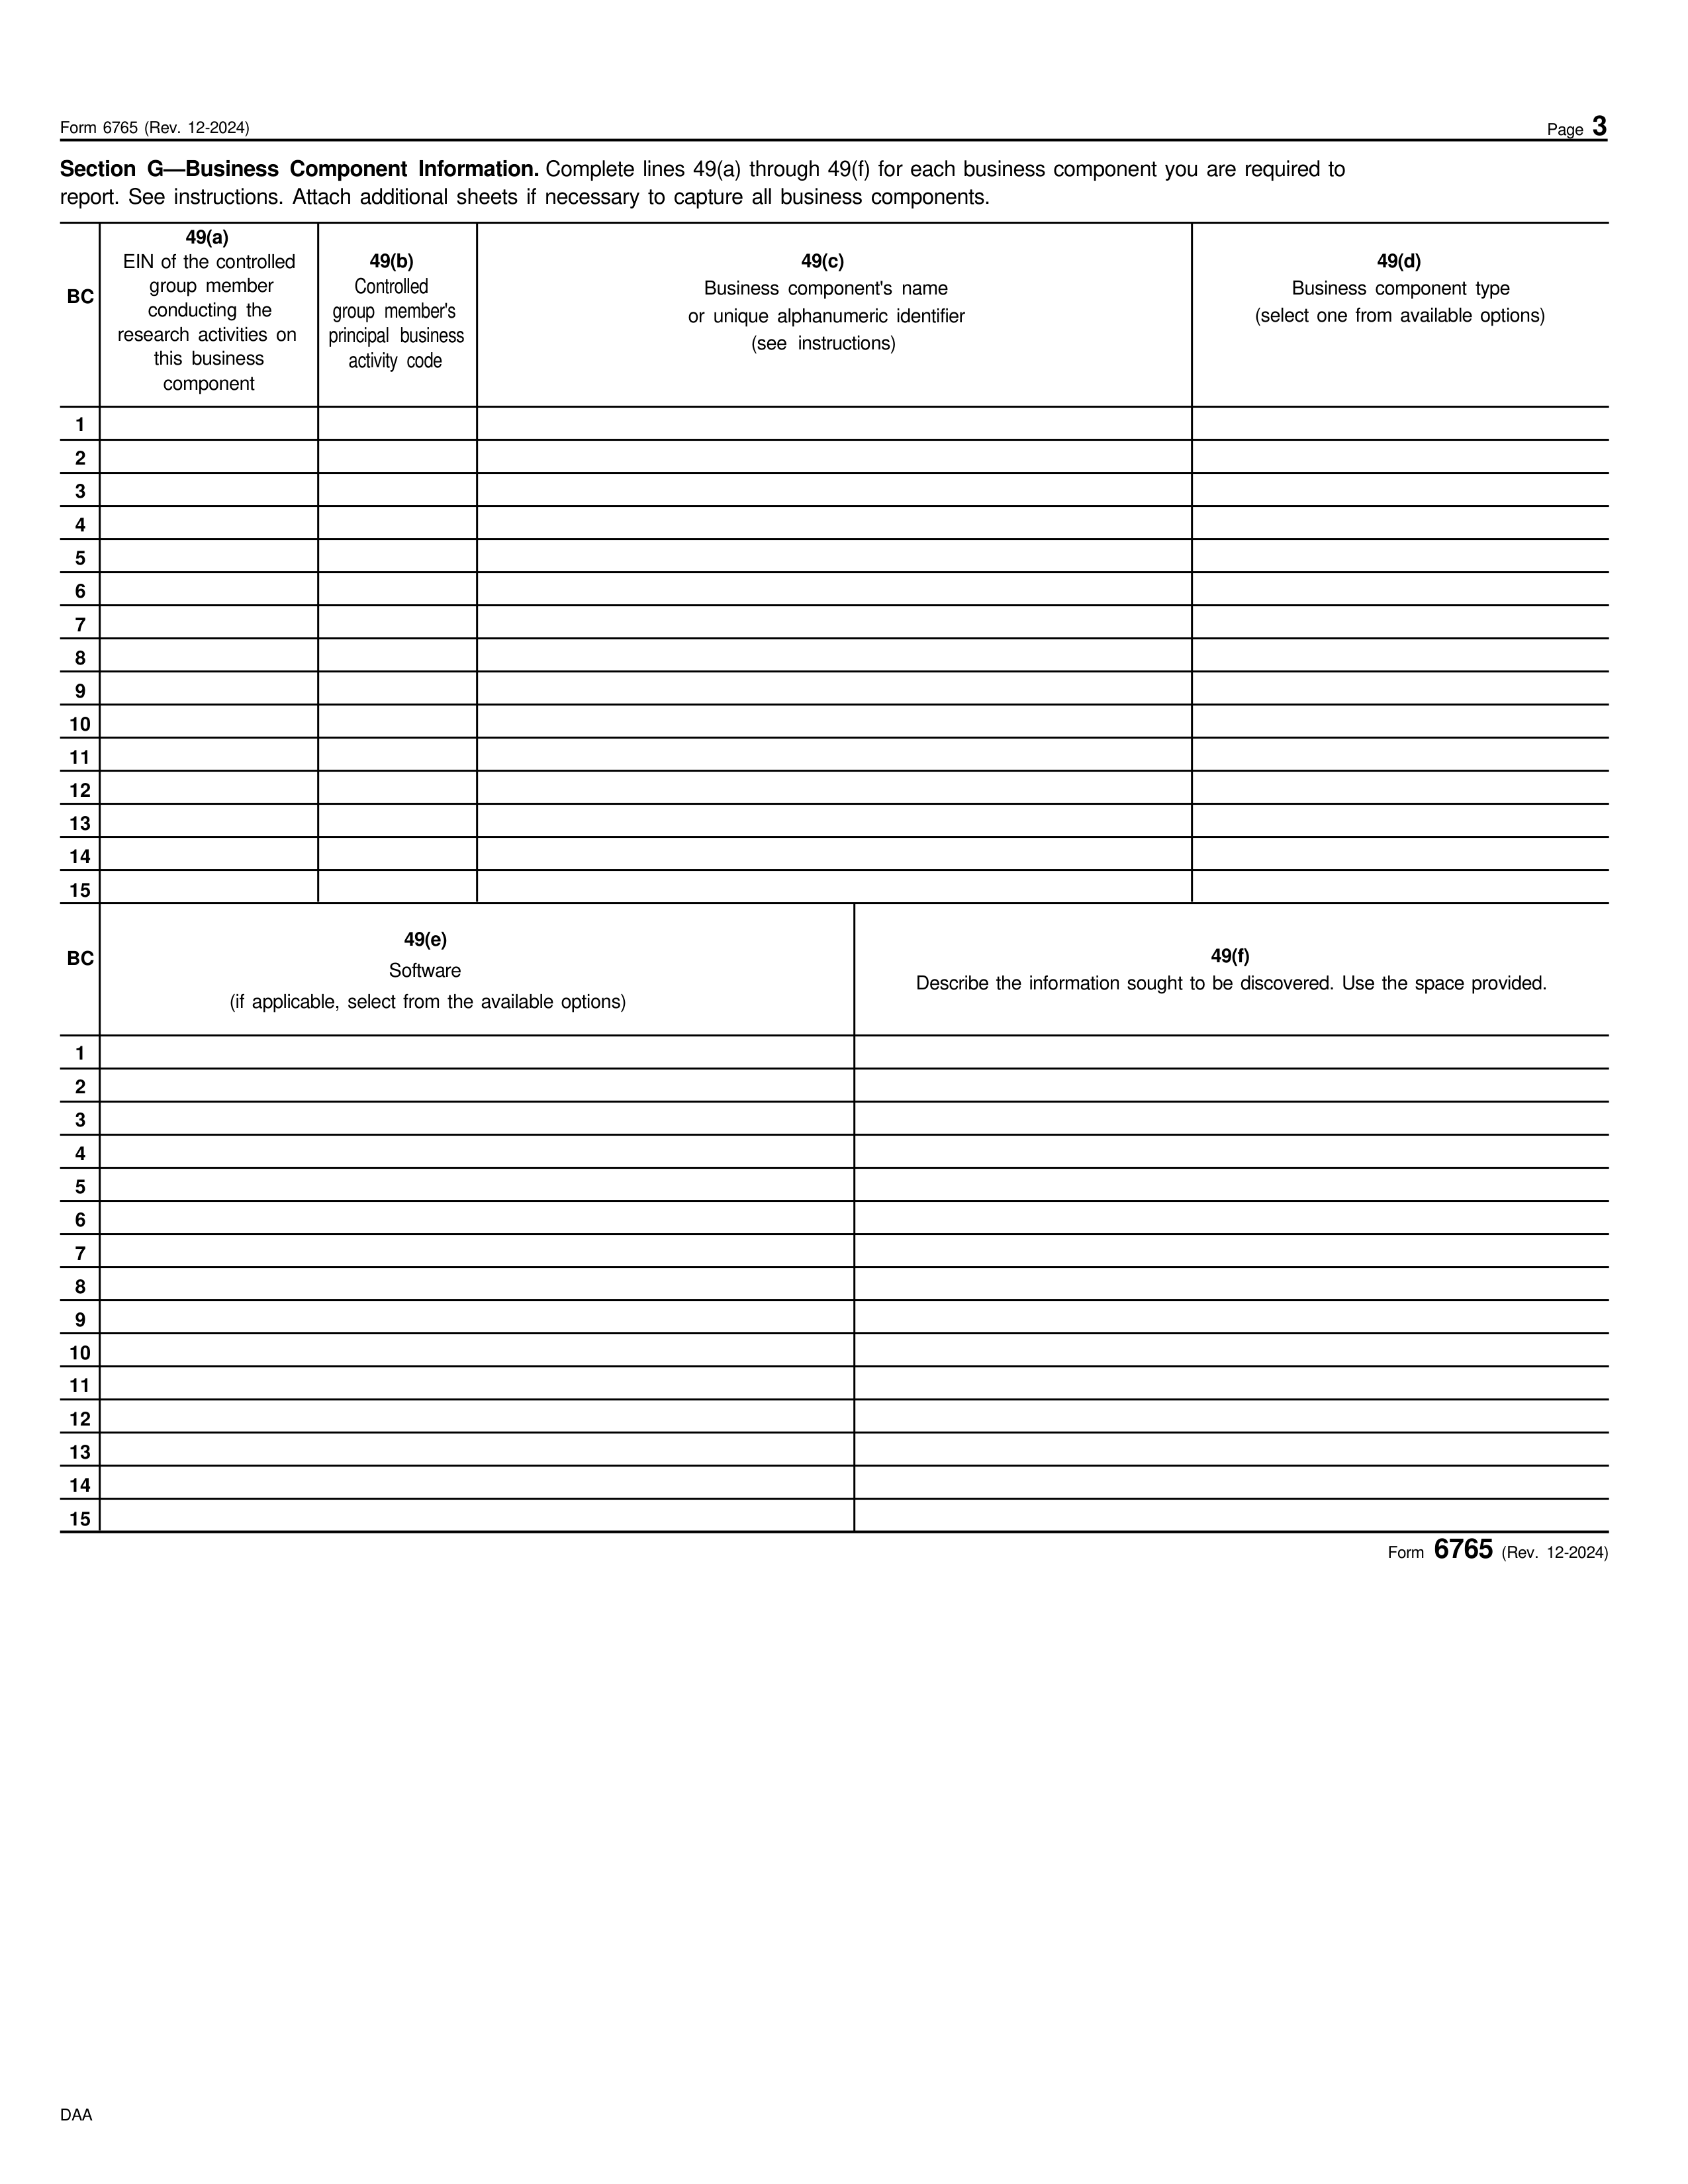 Form 6765 (Rev. 12-2024) Page 3
Section G—Business Component Information. Complete lines 49(a) through 49(f) for each business component you are required to
report. See instructions. Attach additional sheets if necessary to capture all business components.
BC
49(a)
EIN of the controlled
group member
conducting the
research activities on
this business
component
49(b)
Controlled
group member's
principal business
activity code
49(c)
Business component's name
or unique alphanumeric identifier
(see instructions)
49(d)
Business component type
(select one from available options)
1
2
3
4
5
6
7
8
9
10
11
12
13
14
15
BC
49(e)
Software
(if applicable, select from the available options)
49(f)
Describe the information sought to be discovered. Use the space provided.
1
2
3
4
5
6
7
8
9
10
11
12
13
14
15
Form 6765 (Rev. 12-2024)
DAA